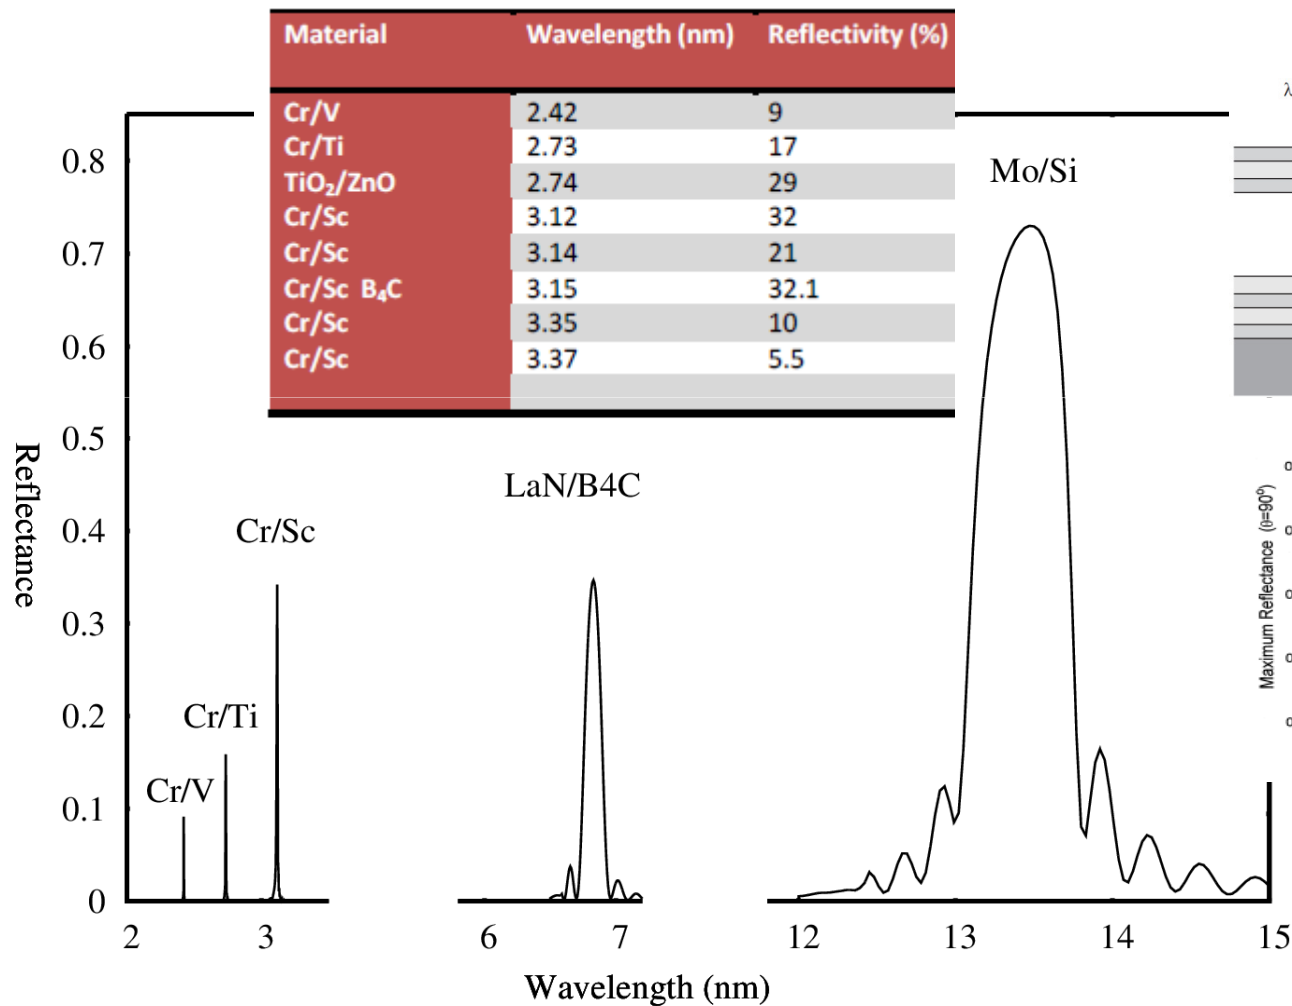 Material Wavelength (nm) Reflectivity (%)
Cr/V 2.42 9
Cr/Ti 2.73 17
TiO₂/ZnO 2.74 29
Cr/Sc 3.12 32
Cr/Sc 3.14 21
Cr/Sc B₄C 3.15 32.1
Cr/Sc 3.35 10
Cr/Sc 3.37 5.5
λ
Mo/Si
LaN/B4C
Cr/Sc
Cr/Ti
Cr/V
Reflectance
0.8
0.7
0.6
0.5
0.4
0.3
0.2
0.1
0
2 3 6 7 12 13 14 15
Wavelength (nm)
Maximum Reflectance (θ=90°)